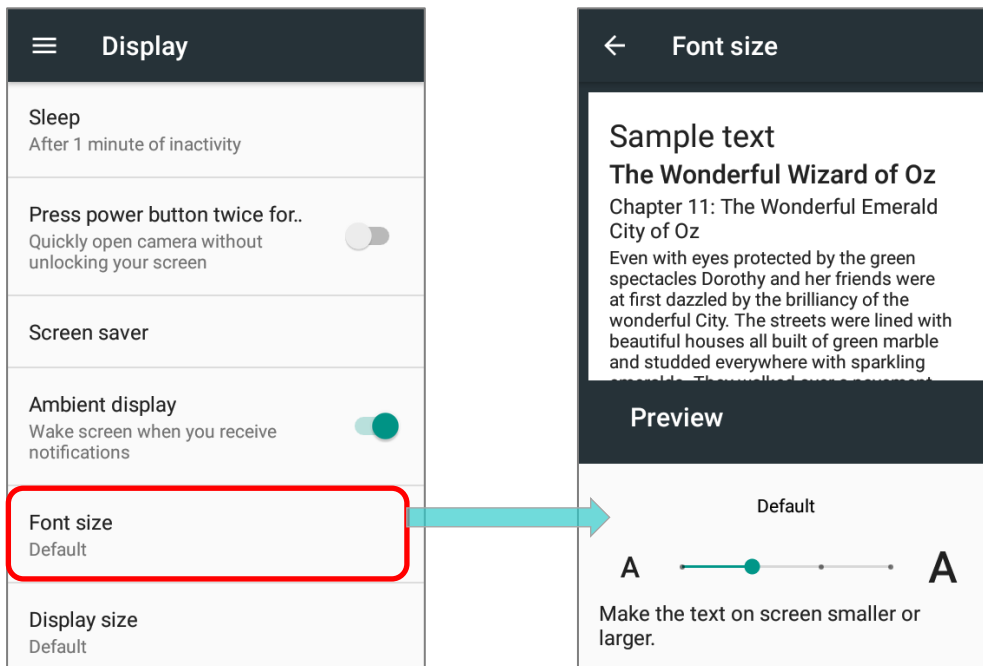 Display
Sleep
After 1 minute of inactivity
Press power button twice for..
Quickly open camera without
unlocking your screen
Screen saver
Ambient display
Wake screen when you receive
notifications
Font size
Default
Display size
Default
Font size
Sample text
The Wonderful Wizard of Oz
Chapter 11: The Wonderful Emerald
City of Oz
Even with eyes protected by the green
spectacles Dorothy and her friends were
at first dazzled by the brilliancy of the
wonderful City. The streets were lined with
beautiful houses all built of green marble
and studded everywhere with sparkling
emeralds. They walked over a pavement
Preview
Default
A A
Make the text on screen smaller or
larger.